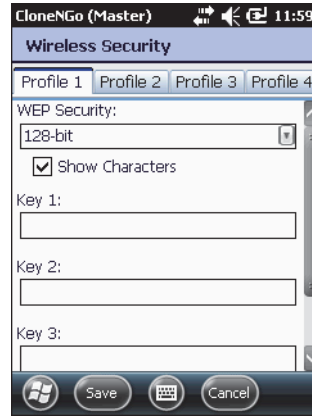 CloneNGo (Master) 11:59
Wireless Security
Profile 1 Profile 2 Profile 3 Profile 4
WEP Security:
128-bit
Show Characters
Key 1:
Key 2:
Key 3:
Save Cancel